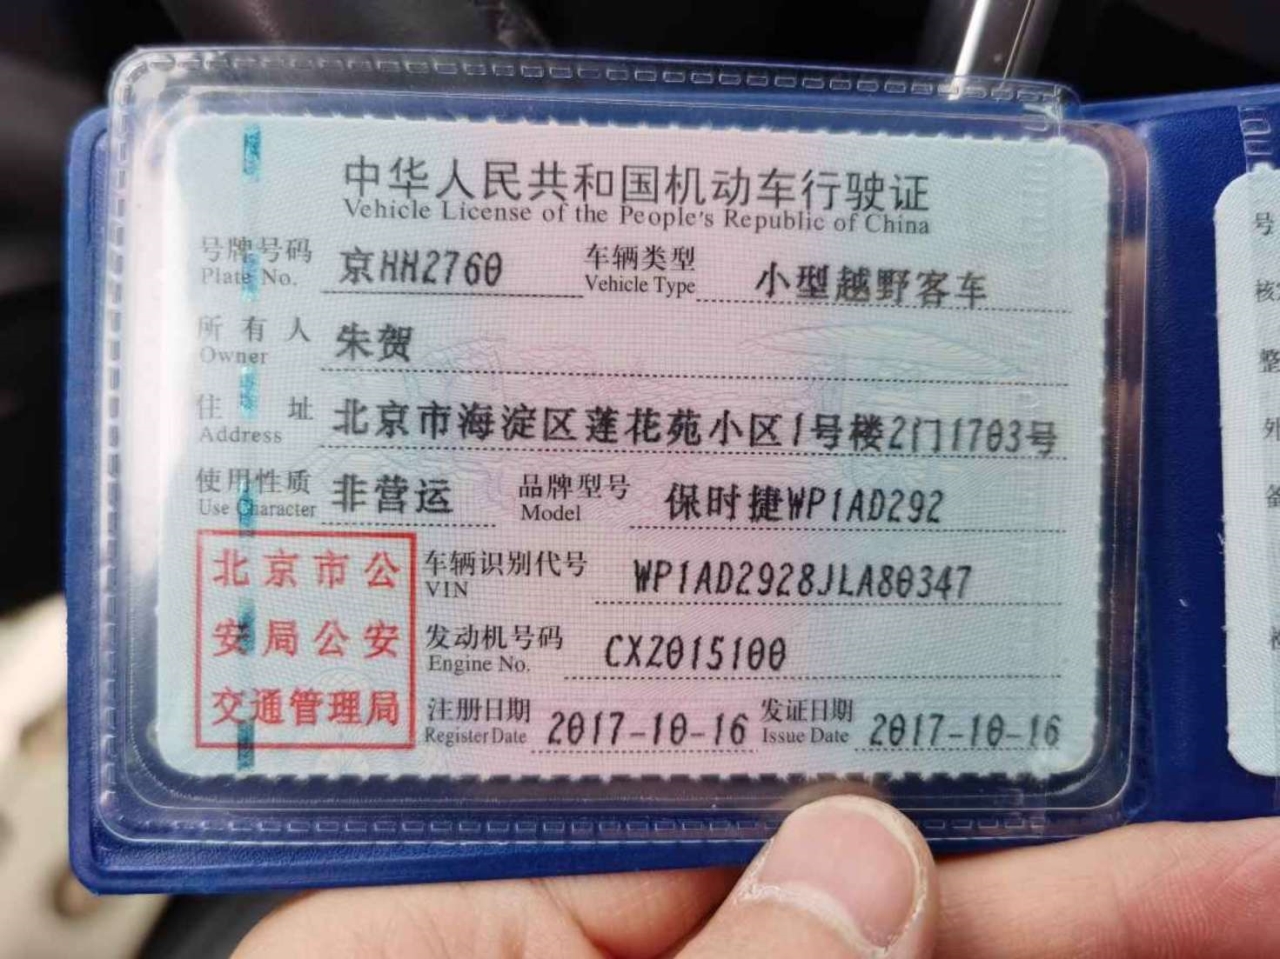 中华人民共和国机动车行驶证
Vehicle License of the People's Republic of China
号牌号码 京HH2760 车辆类型 小型越野客车
Plate No. Vehicle Type
所有人 朱贺
Owner
住址 北京市海淀区莲花苑小区1号楼2门1703号
Address
使用性质 非营运 品牌型号 保时捷WP1AD292
Use Character Model
北京市公 车辆识别代号 WP1AD2928JLA80347
VIN
安局公安 发动机号码 CXZ015100
Engine No.
交通管理局 注册日期 2017-10-16 发证日期 2017-10-16
Register Date Issue Date
号
核
整
外